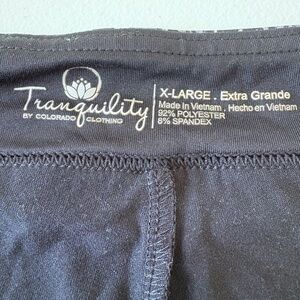 Tranquility
BY COLORADO CLOTHING
X-LARGE . Extra Grande
Made in Vietnam . Hecho en Vietnam
92% POLYESTER
8% SPANDEX